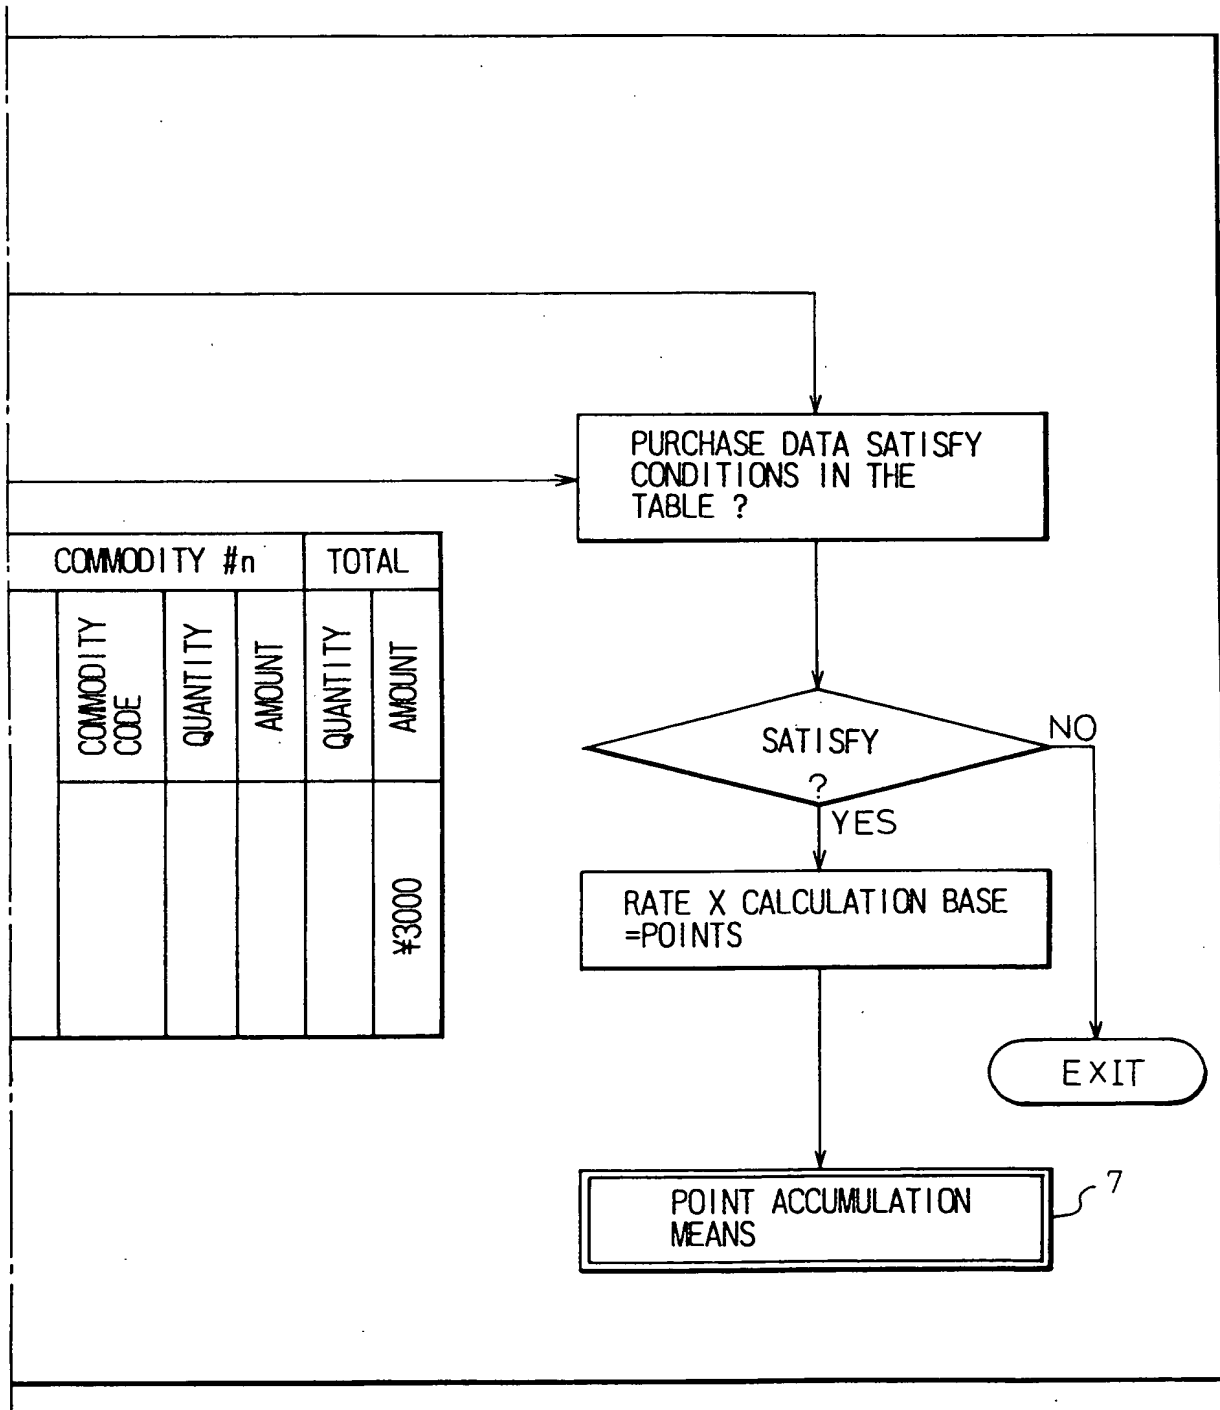 PURCHASE DATA SATISFY
CONDITIONS IN THE
TABLE ?
COMMODITY #n
TOTAL
COMMODITY
CODE
QUANTITY
AMOUNT
QUANTITY
AMOUNT
¥3000
SATISFY
?
NO
YES
RATE X CALCULATION BASE
=POINTS
EXIT
POINT ACCUMULATION
MEANS
7